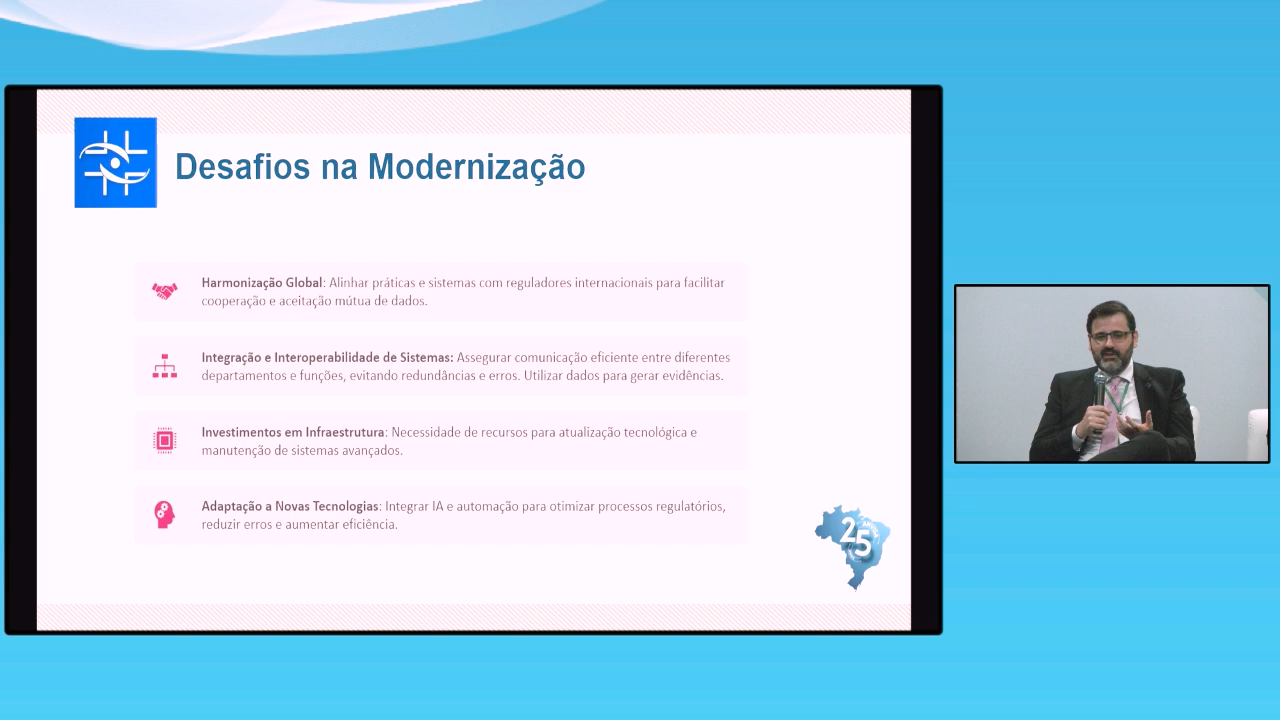 Desafios na Modernização
Harmonização Global: Alinhar práticas e sistemas com reguladores internacionais para facilitar
cooperação e aceitação mútua de dados.
Integração e Interoperabilidade de Sistemas: Assegurar comunicação eficiente entre diferentes
departamentos e funções, evitando redundâncias e erros. Utilizar dados para gerar evidências.
Investimentos em Infraestrutura: Necessidade de recursos para atualização tecnológica e
manutenção de sistemas avançados.
Adaptação a Novas Tecnologias: Integrar IA e automação para otimizar processos regulatórios,
reduzir erros e aumentar eficiência.
25